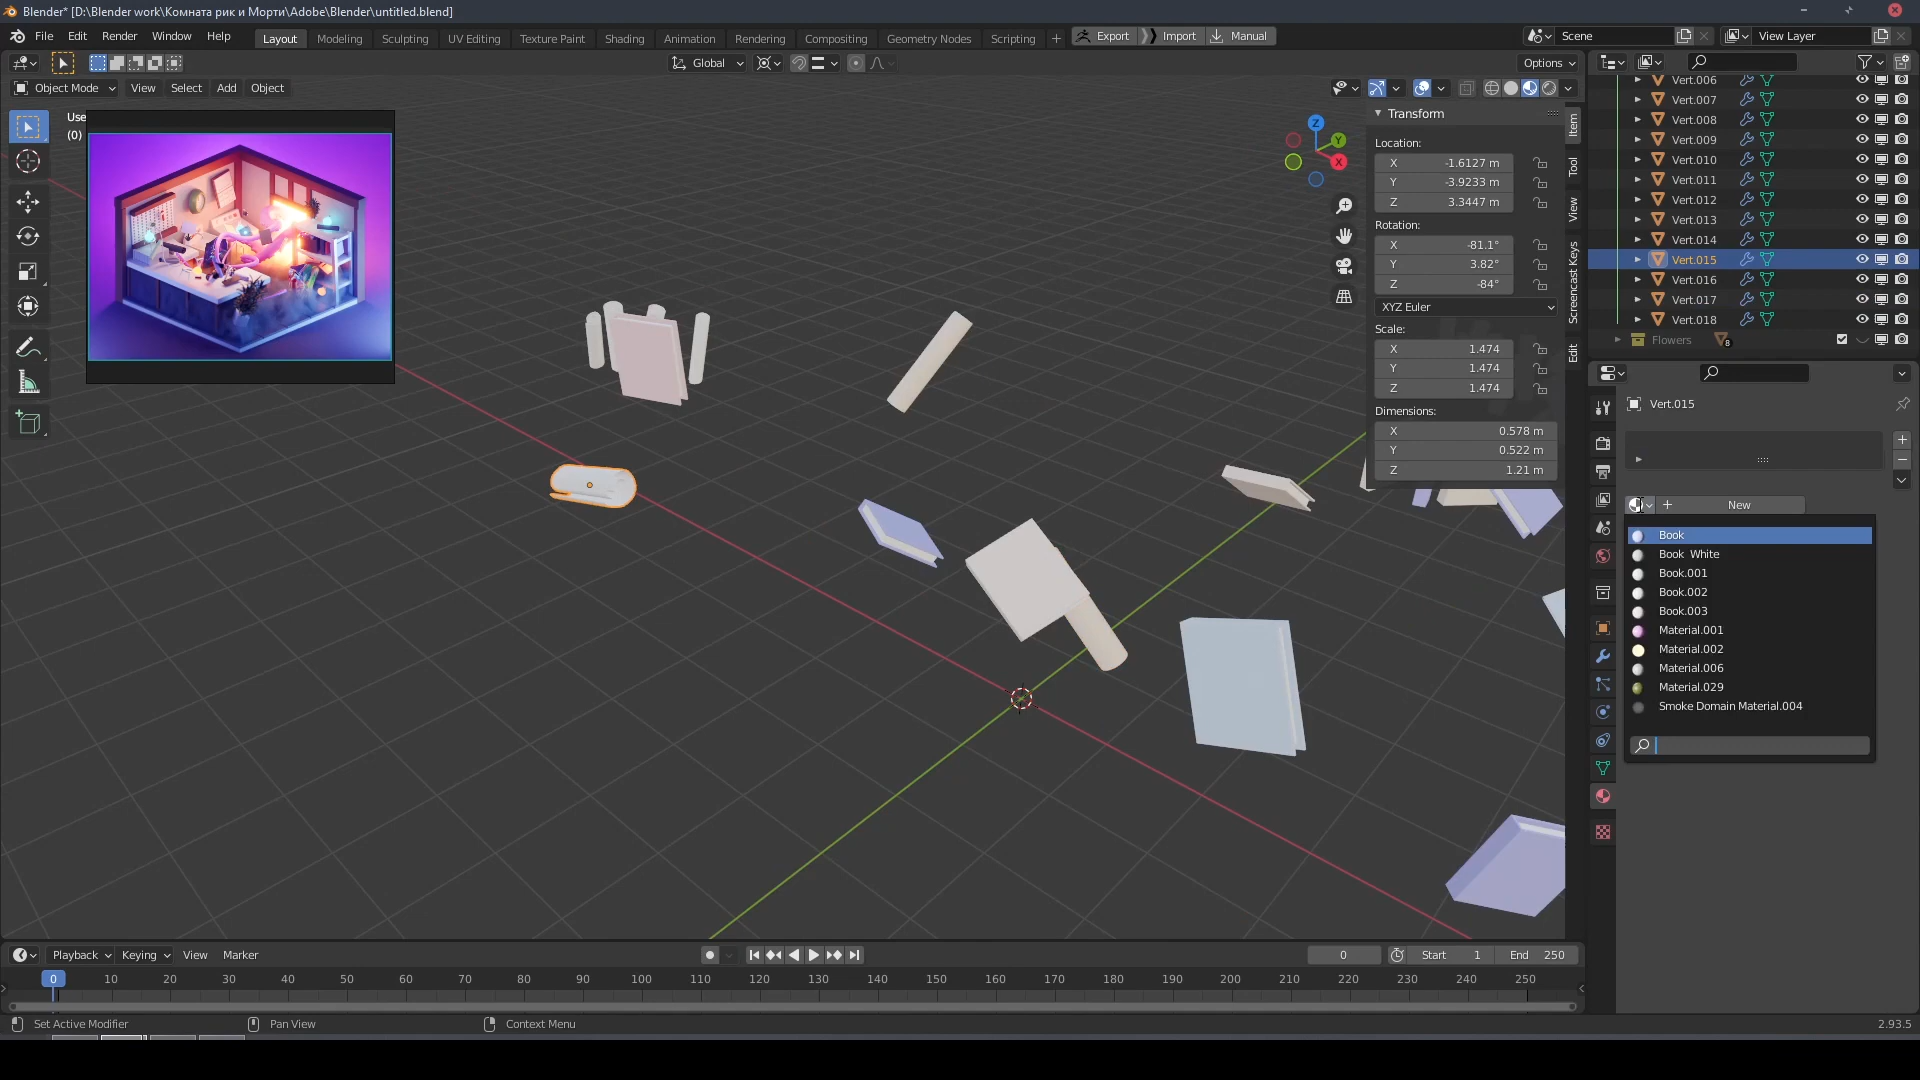 Blender* [D:\Blender work\Комната рик и Морти\Adobe\Blender\untitled.blend]
File Edit Render Window Help Layout Modeling Sculpting UV Editing Texture Paint Shading Animation Rendering Compositing Geometry Nodes Scripting + Export Import Manual Scene View Layer
Global Options
Object Mode View Select Add Object
Use
(0)
Transform
Location:
X -1.6127 m
Y -3.9233 m
Z 3.3447 m
Rotation:
X -81.1°
Y 3.82°
Z -84°
XYZ Euler
Scale:
X 1.474
Y 1.474
Z 1.474
Dimensions:
X 0.578 m
Y 0.522 m
Z 1.21 m
Item
Tool
View
Screencast Keys
Edit
Z
Y
X
Vert.006
Vert.007
Vert.008
Vert.009
Vert.010
Vert.011
Vert.012
Vert.013
Vert.014
Vert.015
Vert.016
Vert.017
Vert.018
Flowers 8
Vert.015
New
Book
Book White
Book.001
Book.002
Book.003
Material.001
Material.002
Material.006
Material.029
Smoke Domain Material.004
Playback Keying View Marker 0 Start 1 End 250
0 10 20 30 40 50 60 70 80 90 100 110 120 130 140 150 160 170 180 190 200 210 220 230 240 250
Set Active Modifier Pan View Context Menu 2.93.5